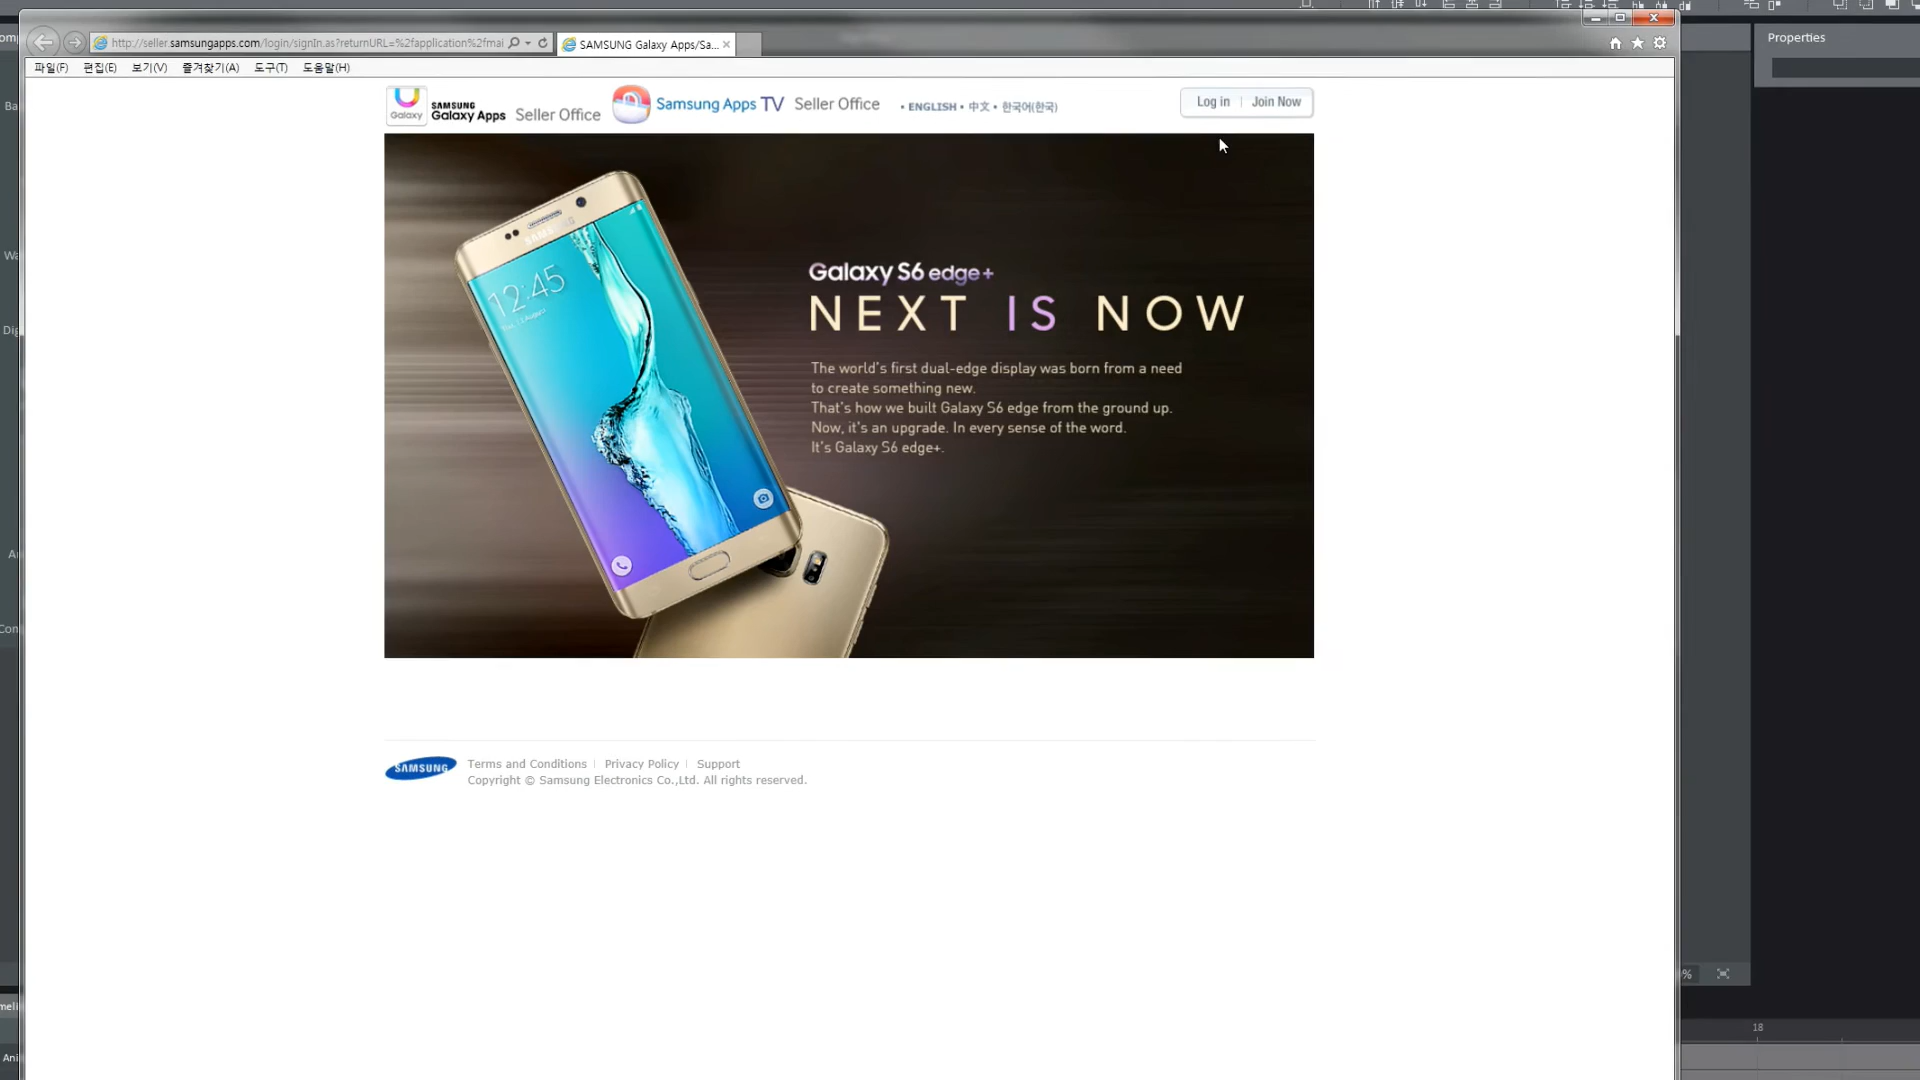 Properties
http://seller.samsungapps.com/login/signIn.as?returnURL=%2fapplication%2fmai
SAMSUNG Galaxy Apps/Sa...
파일(F) 편집(E) 보기(V) 즐겨찾기(A) 도구(T) 도움말(H)
Galaxy
SAMSUNG
Galaxy Apps Seller Office
Samsung Apps TV Seller Office
• ENGLISH • 中文 • 한국어(한국)
Log in | Join Now
SAMS
12:45
Galaxy S6 edge+
NEXT IS NOW
The world's first dual-edge display was born from a need
to create something new.
That's how we built Galaxy S6 edge from the ground up.
Now, it's an upgrade. In every sense of the word.
It's Galaxy S6 edge+.
SAMSUNG
Terms and Conditions | Privacy Policy | Support
Copyright © Samsung Electronics Co.,Ltd. All rights reserved.
18